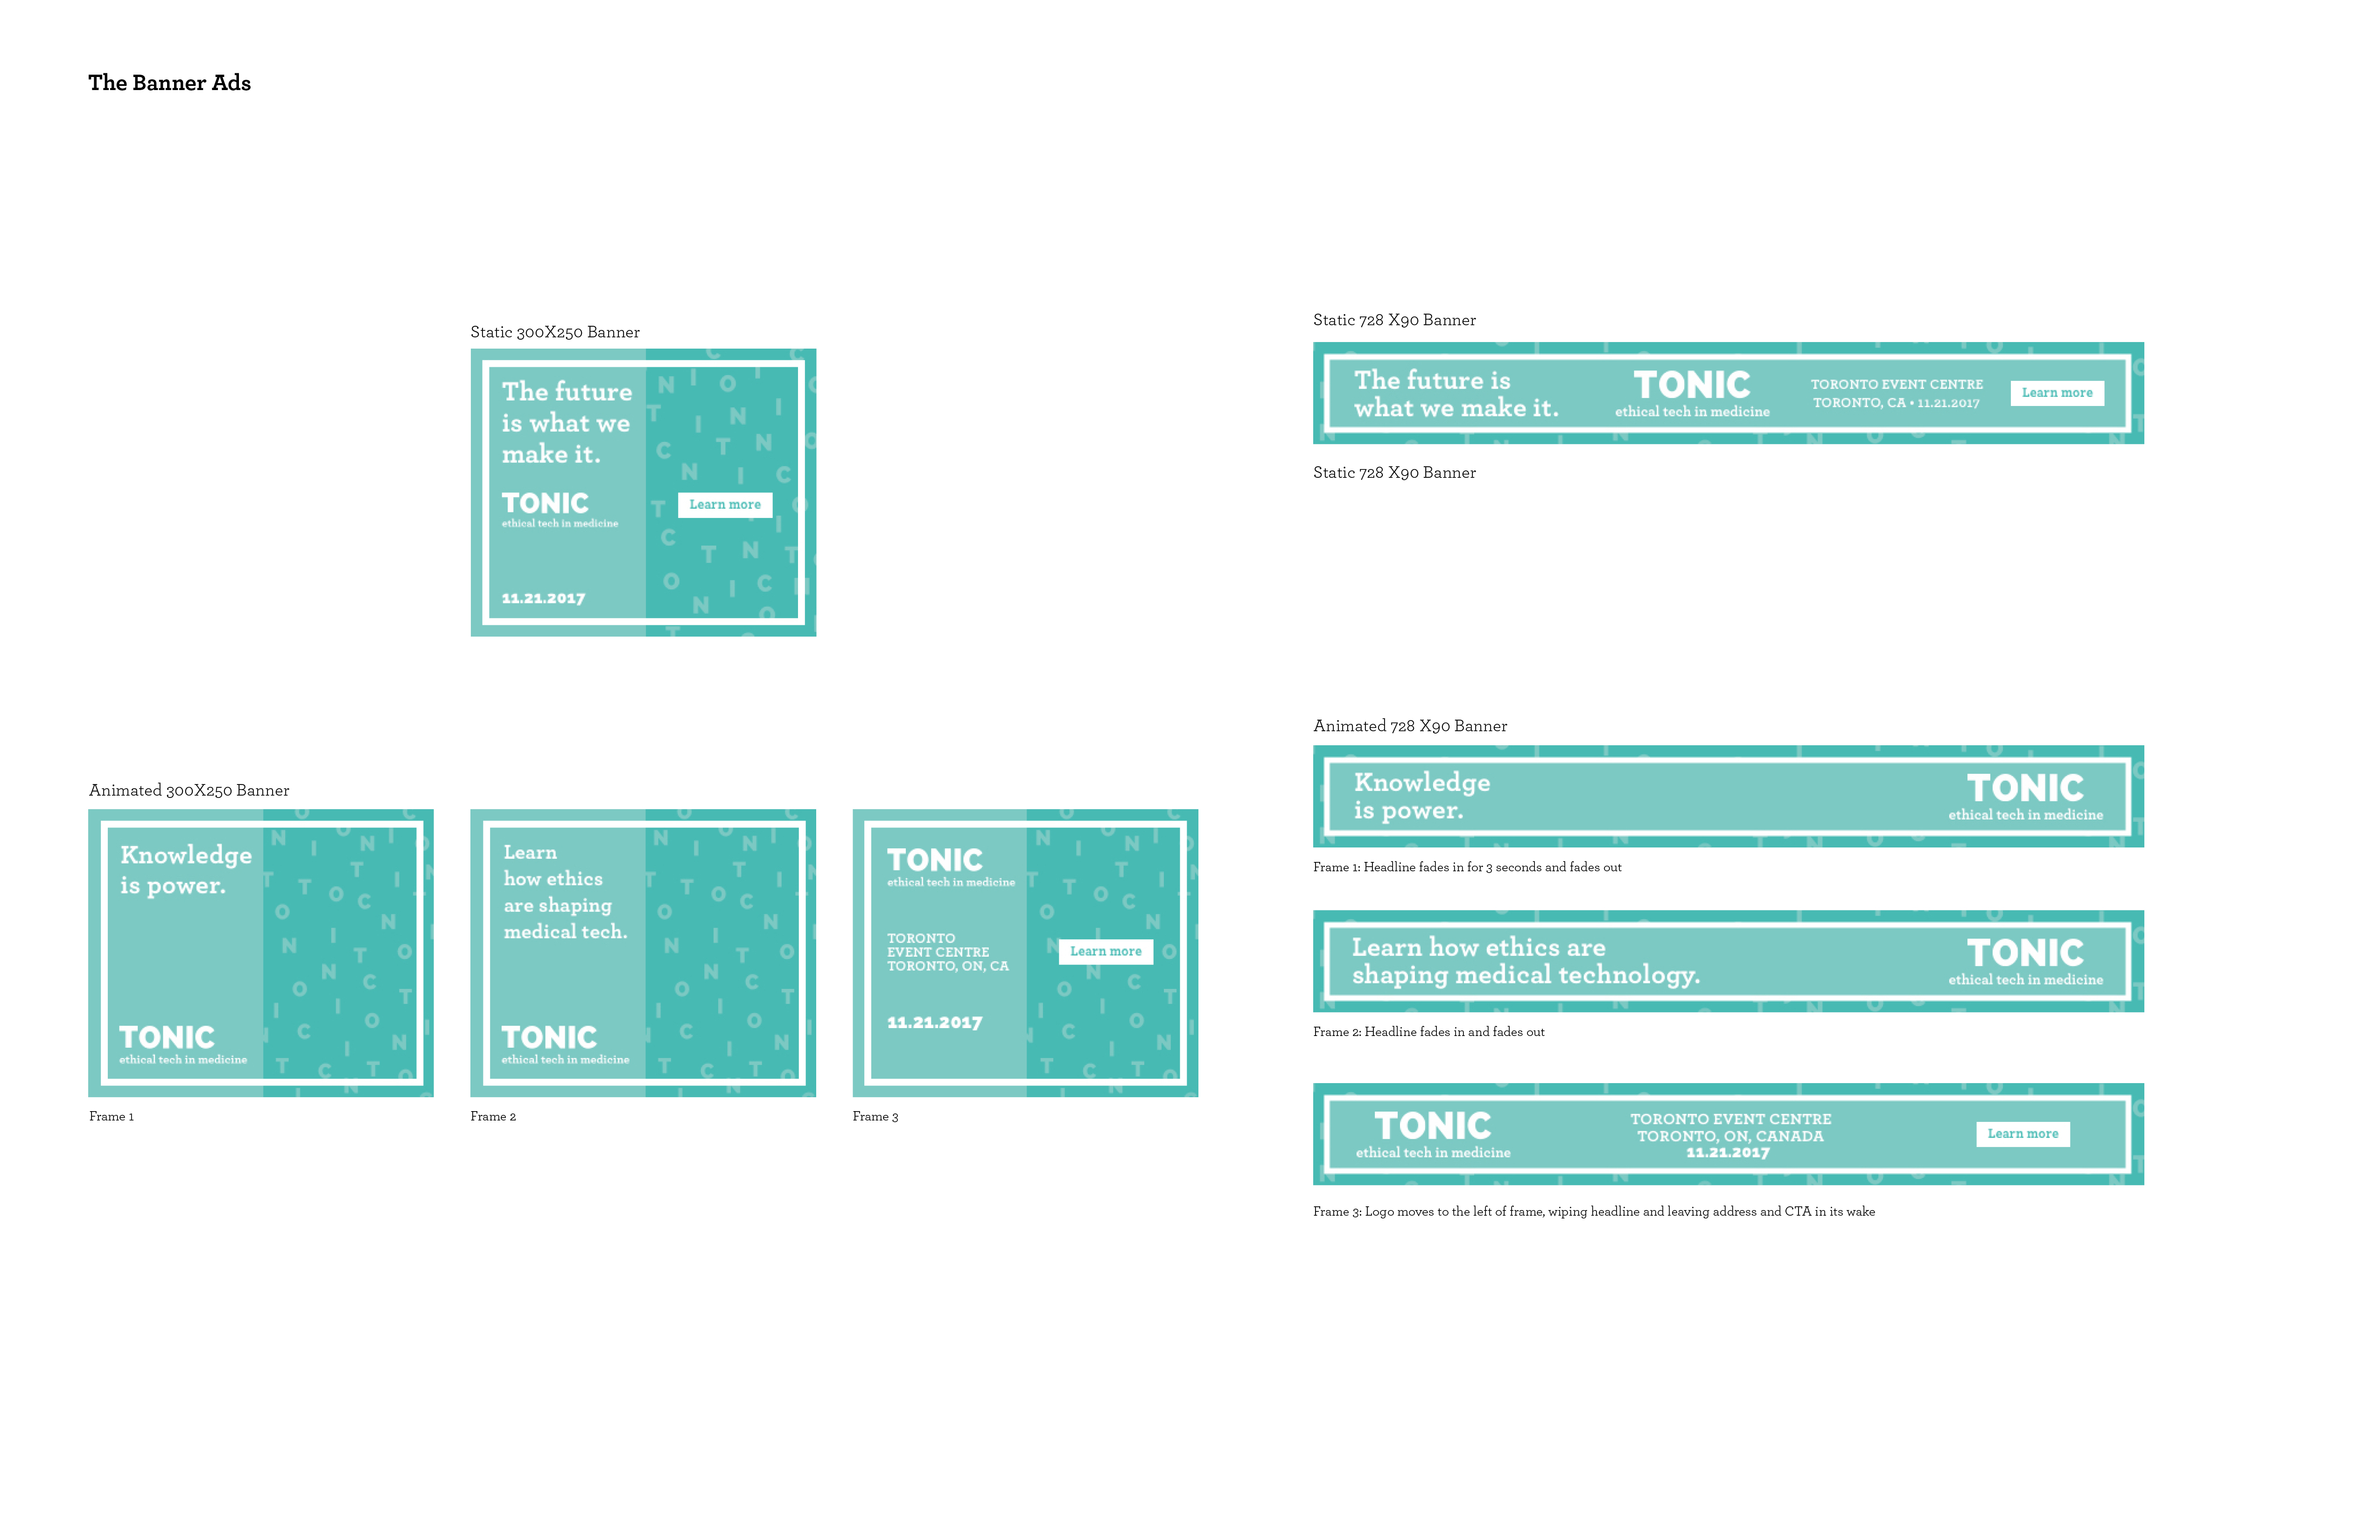 The Banner Ads
Static 300X250 Banner
The future
is what we
make it.
TONIC
ethical tech in medicine
11.21.2017
Learn more
Animated 300X250 Banner
Knowledge
is power.
TONIC
ethical tech in medicine
Frame 1
Learn
how ethics
are shaping
medical tech.
TONIC
ethical tech in medicine
Frame 2
TONIC
ethical tech in medicine
TORONTO
EVENT CENTRE
TORONTO, ON, CA
11.21.2017
Learn more
Frame 3
Static 728 X90 Banner
The future is
what we make it.
TONIC
ethical tech in medicine
TORONTO EVENT CENTRE
TORONTO, CA • 11.21.2017
Learn more
Static 728 X90 Banner
Animated 728 X90 Banner
Knowledge
is power.
TONIC
ethical tech in medicine
Frame 1: Headline fades in for 3 seconds and fades out
Learn how ethics are
shaping medical technology.
TONIC
ethical tech in medicine
Frame 2: Headline fades in and fades out
TONIC
ethical tech in medicine
TORONTO EVENT CENTRE
TORONTO, ON, CANADA
11.21.2017
Learn more
Frame 3: Logo moves to the left of frame, wiping headline and leaving address and CTA in its wake